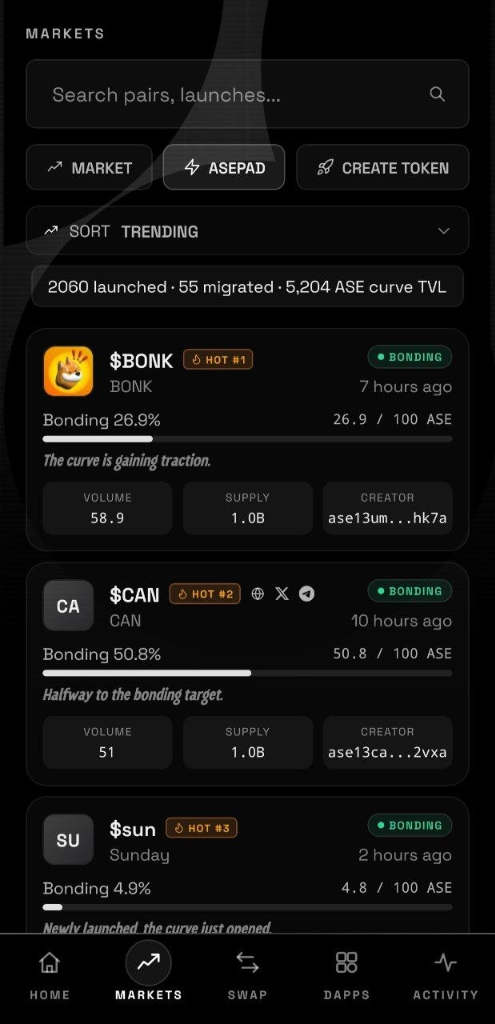 MARKETS
Search pairs, launches...
MARKET ASEPAD CREATE TOKEN
SORT TRENDING
2060 launched · 55 migrated · 5,204 ASE curve TVL
$BONK HOT #1 BONDING
BONK 7 hours ago
Bonding 26.9% 26.9 / 100 ASE
The curve is gaining traction.
VOLUME SUPPLY CREATOR
58.9 1.0B ase13um...hk7a
CA $CAN HOT #2 BONDING
CAN 10 hours ago
Bonding 50.8% 50.8 / 100 ASE
Halfway to the bonding target.
VOLUME SUPPLY CREATOR
51 1.0B ase13ca...2vxa
SU $sun HOT #3 BONDING
Sunday 2 hours ago
Bonding 4.9% 4.8 / 100 ASE
Newly launched, the curve just opened.
HOME MARKETS SWAP DAPPS ACTIVITY